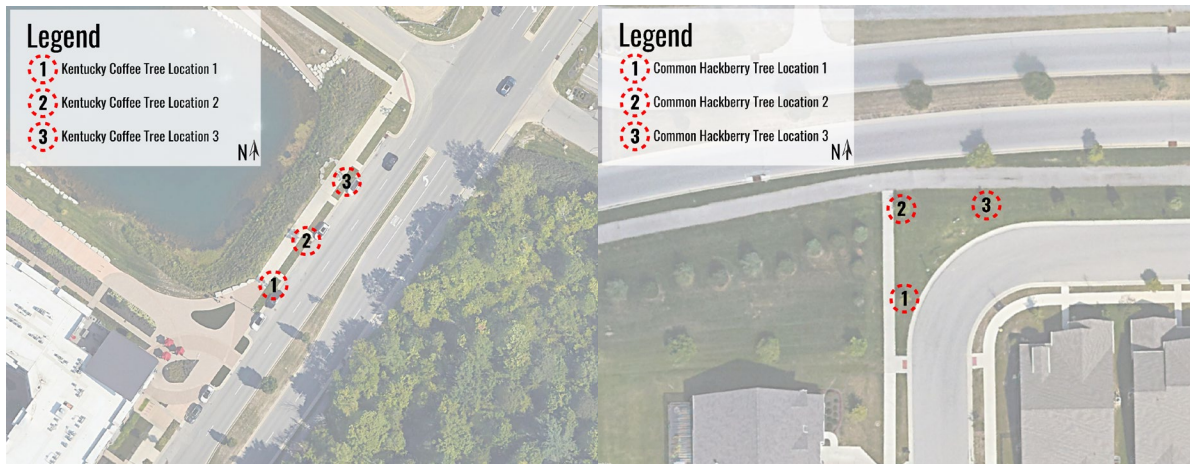 Legend
1 Kentucky Coffee Tree Location 1
2 Kentucky Coffee Tree Location 2
3 Kentucky Coffee Tree Location 3
N
3
2
1
Legend
1 Common Hackberry Tree Location 1
2 Common Hackberry Tree Location 2
3 Common Hackberry Tree Location 3
N
2
3
1